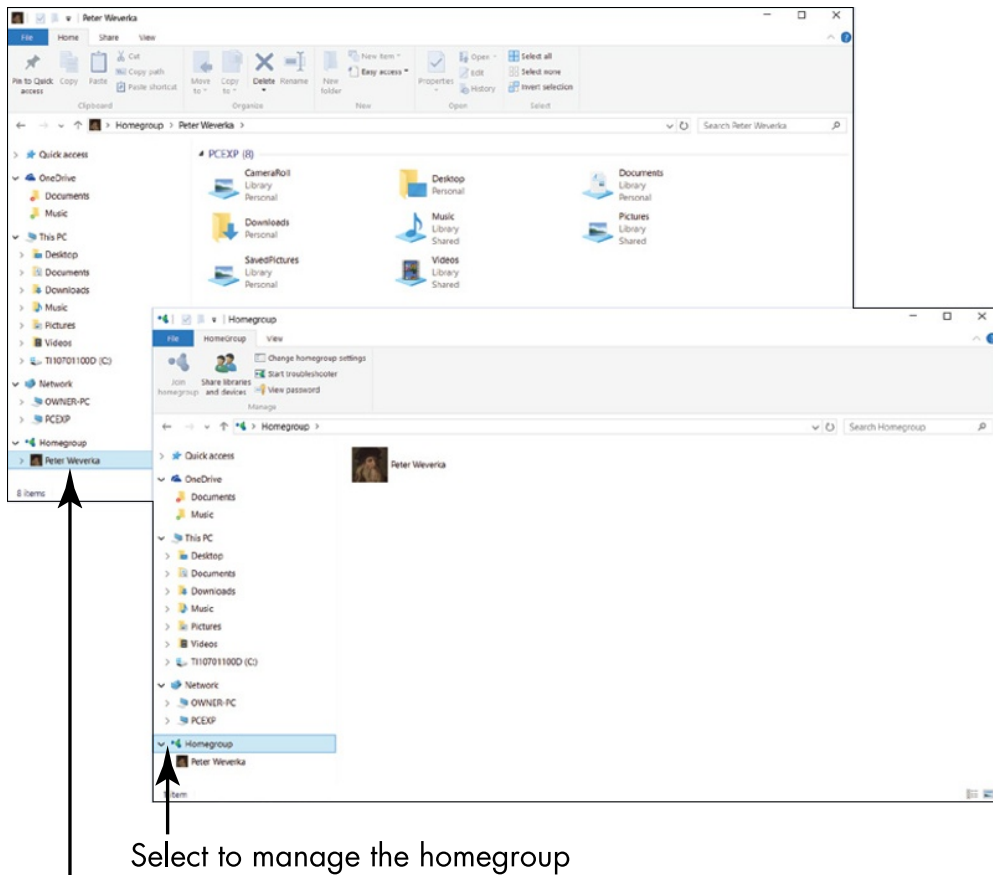 Peter Weverka
File Home Share View
Pin to Quick access
Copy
Paste
Cut
Copy path
Paste shortcut
Clipboard
Move to
Copy to
Delete
Rename
Organize
New folder
New item
Easy access
New
Properties
Open
Edit
History
Open
Select all
Select none
Invert selection
Select
> Homegroup > Peter Weverka >
Search Peter Weverka
Quick access
OneDrive
Documents
Music
This PC
Desktop
Documents
Downloads
Music
Pictures
Videos
TI10701100D (C:)
Network
OWNER-PC
PCEXP
Homegroup
Peter Weverka
8 items
PCEXP (8)
CameraRoll
Library
Personal
Desktop
Personal
Documents
Library
Personal
Downloads
Personal
Music
Library
Shared
Pictures
Library
Shared
SavedPictures
Library
Personal
Videos
Library
Shared
Homegroup
File HomeGroup View
Join homegroup
Share libraries and devices
Change homegroup settings
Start troubleshooter
View password
Manage
> Homegroup >
Search Homegroup
Quick access
OneDrive
Documents
Music
This PC
Desktop
Documents
Downloads
Music
Pictures
Videos
TI10701100D (C:)
Network
OWNER-PC
PCEXP
Homegroup
Peter Weverka
item
Peter Weverka
Select to manage the homegroup